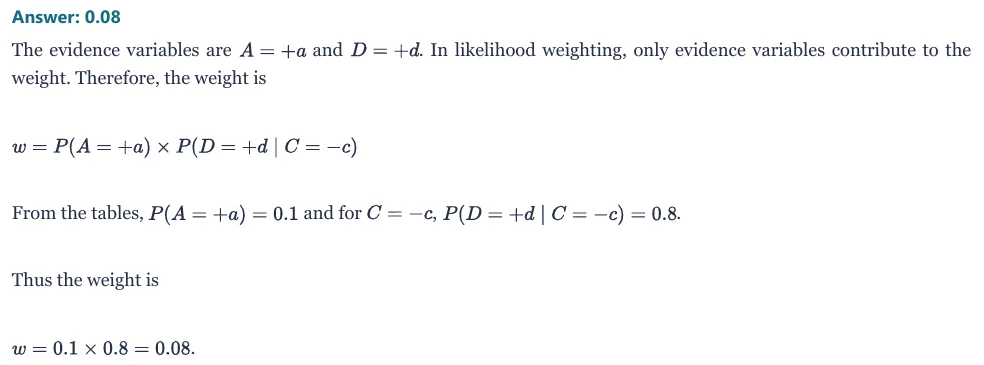 Answer: 0.08
The evidence variables are A = +a and D = +d. In likelihood weighting, only evidence variables contribute to the
weight. Therefore, the weight is
w = P(A = +a) × P(D = +d | C = −c)
From the tables, P(A = +a) = 0.1 and for C = −c, P(D = +d | C = −c) = 0.8.
Thus the weight is
w = 0.1 × 0.8 = 0.08.